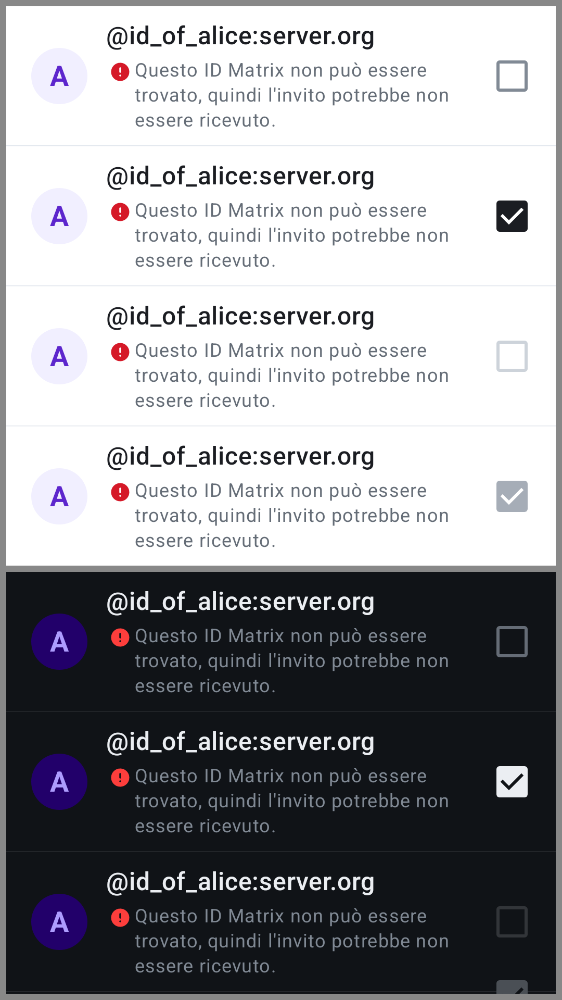 @id_of_alice:server.org
A
Questo ID Matrix non può essere
trovato, quindi l'invito potrebbe non
essere ricevuto.
@id_of_alice:server.org
A
Questo ID Matrix non può essere
trovato, quindi l'invito potrebbe non
essere ricevuto.
@id_of_alice:server.org
A
Questo ID Matrix non può essere
trovato, quindi l'invito potrebbe non
essere ricevuto.
@id_of_alice:server.org
A
Questo ID Matrix non può essere
trovato, quindi l'invito potrebbe non
essere ricevuto.
@id_of_alice:server.org
A
Questo ID Matrix non può essere
trovato, quindi l'invito potrebbe non
essere ricevuto.
@id_of_alice:server.org
A
Questo ID Matrix non può essere
trovato, quindi l'invito potrebbe non
essere ricevuto.
@id_of_alice:server.org
A
Questo ID Matrix non può essere
trovato, quindi l'invito potrebbe non
essere ricevuto.